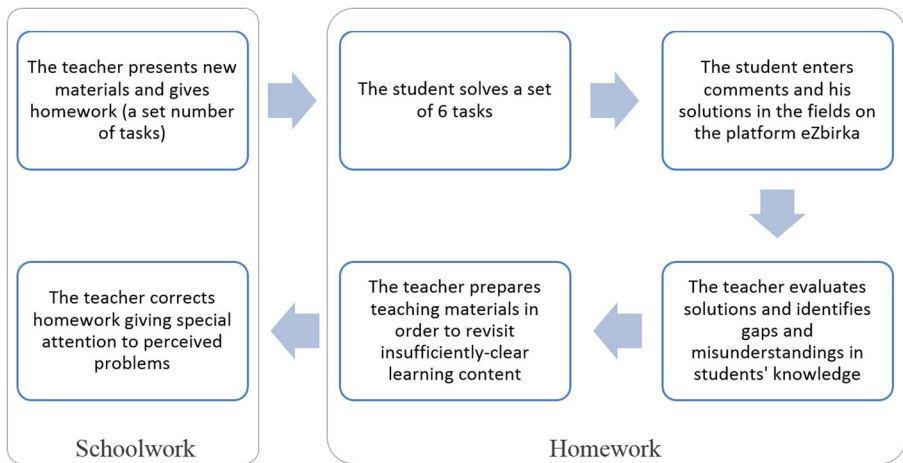 The teacher presents new
materials and gives
homework (a set number
of tasks)
The student solves a set
of 6 tasks
The student enters
comments and his
solutions in the fields on
the platform eZbirka
The teacher evaluates
solutions and identifies
gaps and
misunderstandings in
students' knowledge
The teacher prepares
teaching materials in
order to revisit
insufficiently-clear
learning content
The teacher corrects
homework giving special
attention to perceived
problems
Schoolwork
Homework